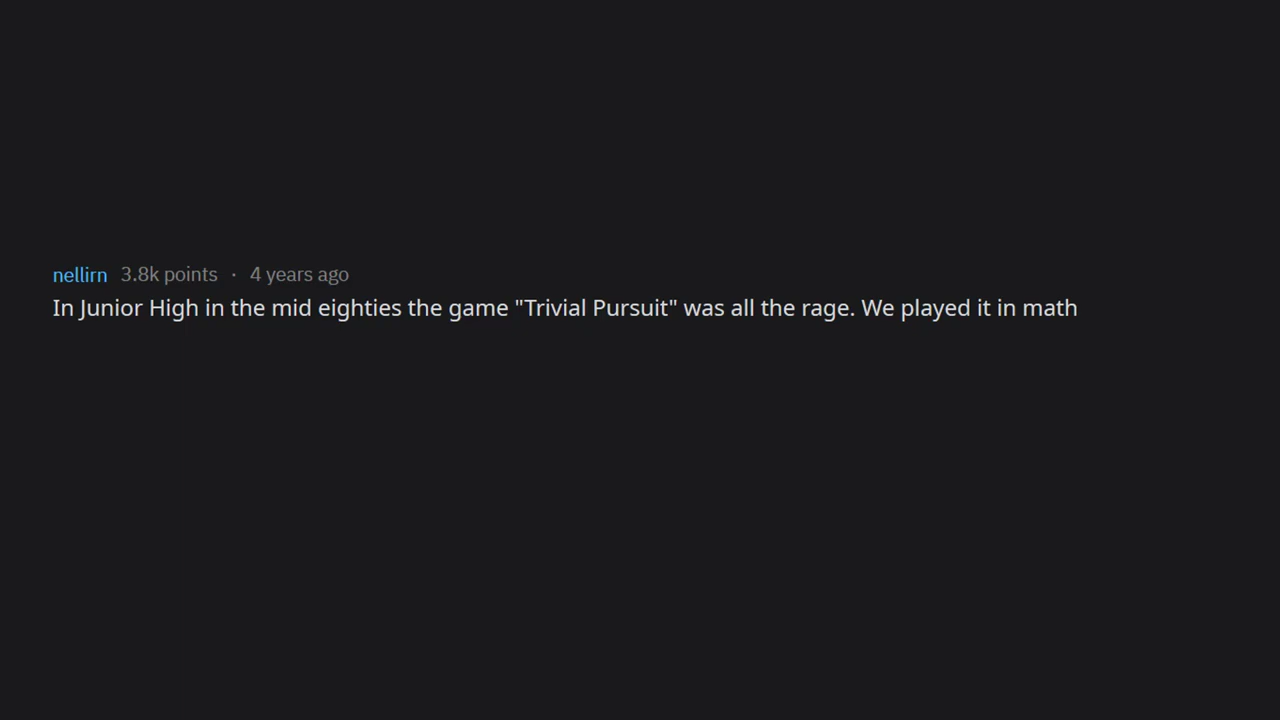 nellirn 3.8k points · 4 years ago
In Junior High in the mid eighties the game "Trivial Pursuit" was all the rage. We played it in math